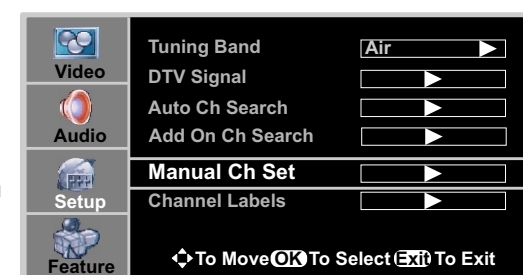 Video
Audio
Setup
Feature
Tuning Band Air
DTV Signal
Auto Ch Search
Add On Ch Search
Manual Ch Set
Channel Labels
To Move OK To Select Exit To Exit